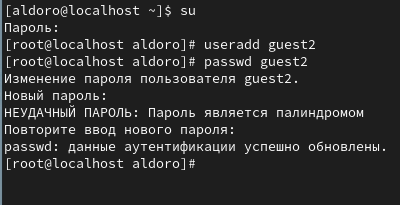 [aldoro@localhost ~]$ su
Пароль:
[root@localhost aldoro]# useradd guest2
[root@localhost aldoro]# passwd guest2
Изменение пароля пользователя guest2.
Новый пароль:
НЕУДАЧНЫЙ ПАРОЛЬ: Пароль является палиндромом
Повторите ввод нового пароля:
passwd: данные аутентификации успешно обновлены.
[root@localhost aldoro]#